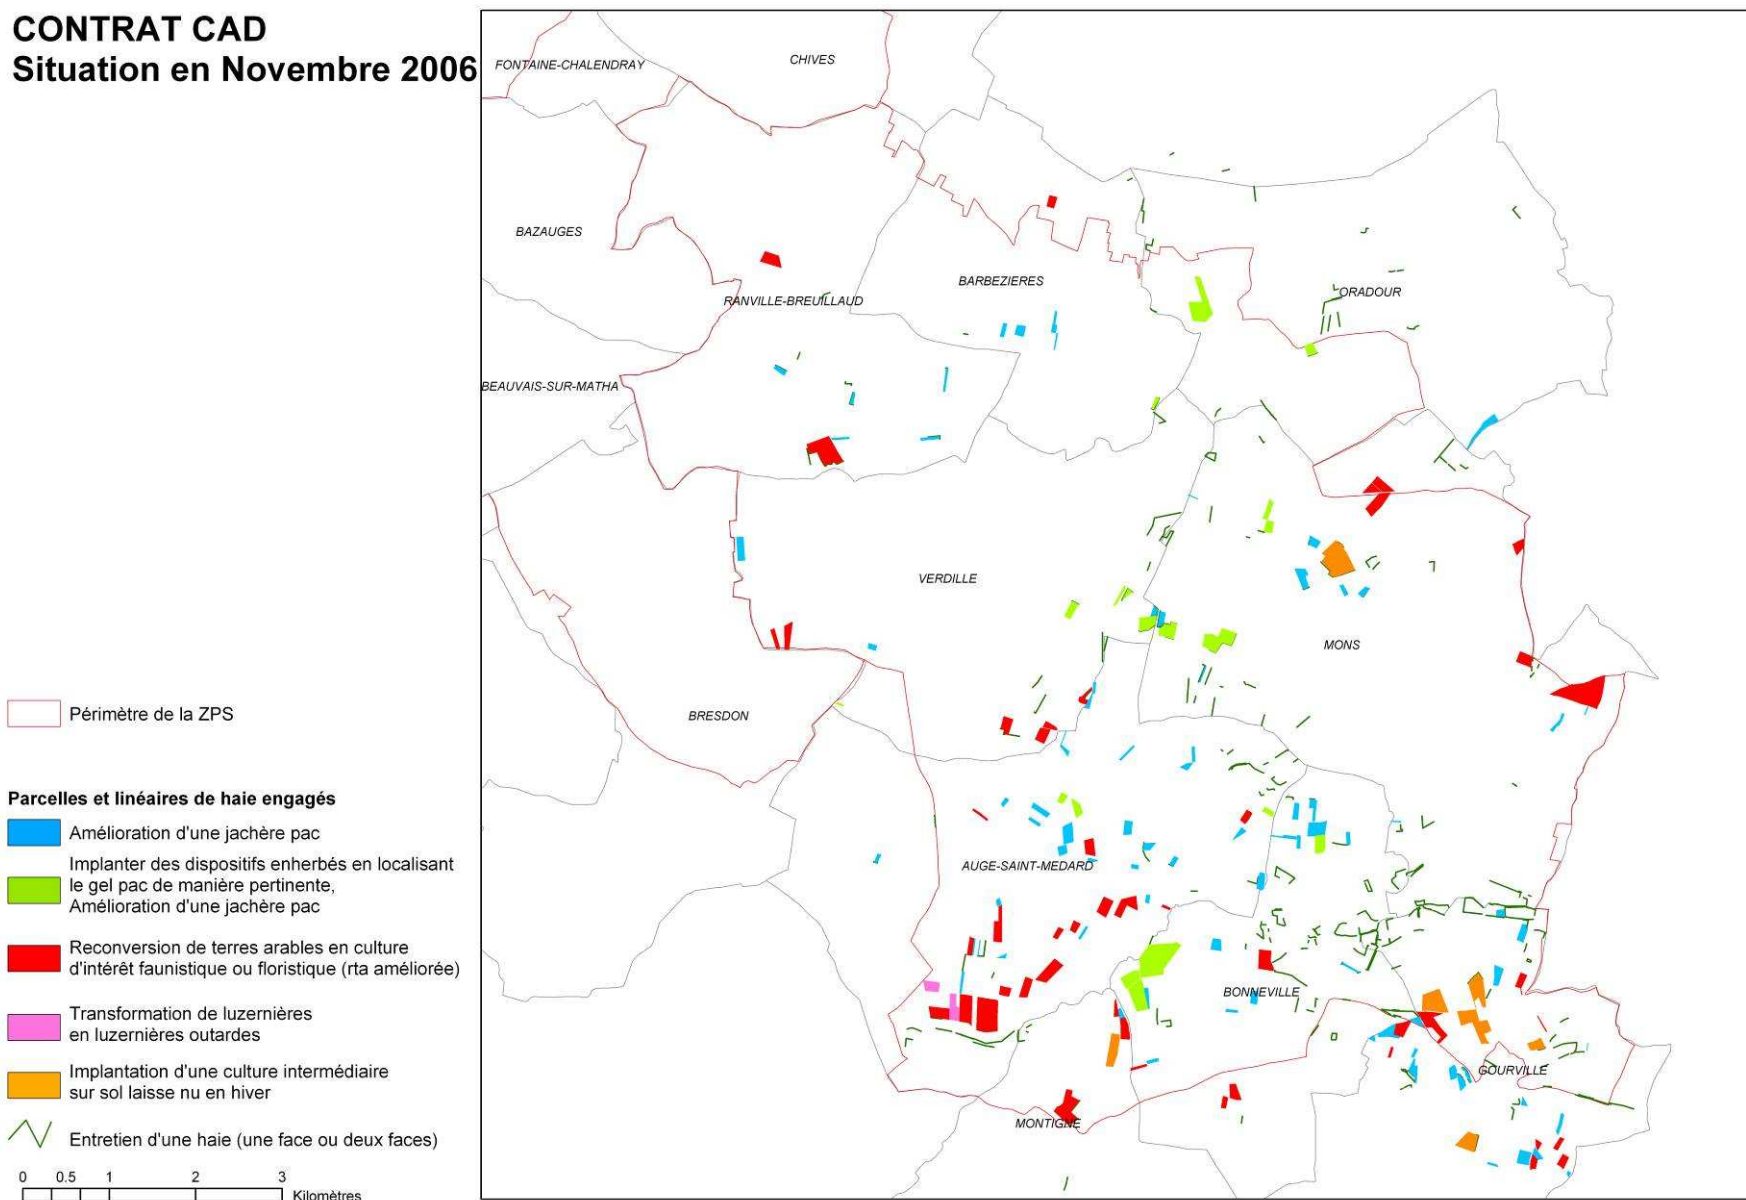 CONTRAT CAD
Situation en Novembre 2006
FONTAINE-CHALENDRAY
CHIVES
BAZAUGES
RANVILLE-BREUILLAUD
BARBEZIERES
ORADOUR
BEAUVAIS-SUR-MATHA
VERDILLE
MONS
BRESDON
AUGE-SAINT-MEDARD
BONNEVILLE
GOURVILLE
MONTIGNE
Périmètre de la ZPS
Parcelles et linéaires de haie engagés
Amélioration d'une jachère pac
Implanter des dispositifs enherbés en localisant
le gel pac de manière pertinente,
Amélioration d'une jachère pac
Reconversion de terres arables en culture
d'intérêt faunistique ou floristique (rta améliorée)
Transformation de luzernières
en luzernières outardes
Implantation d'une culture intermédiaire
sur sol laisse nu en hiver
Entretien d'une haie (une face ou deux faces)
0 0.5 1 2 3
Kilomètres